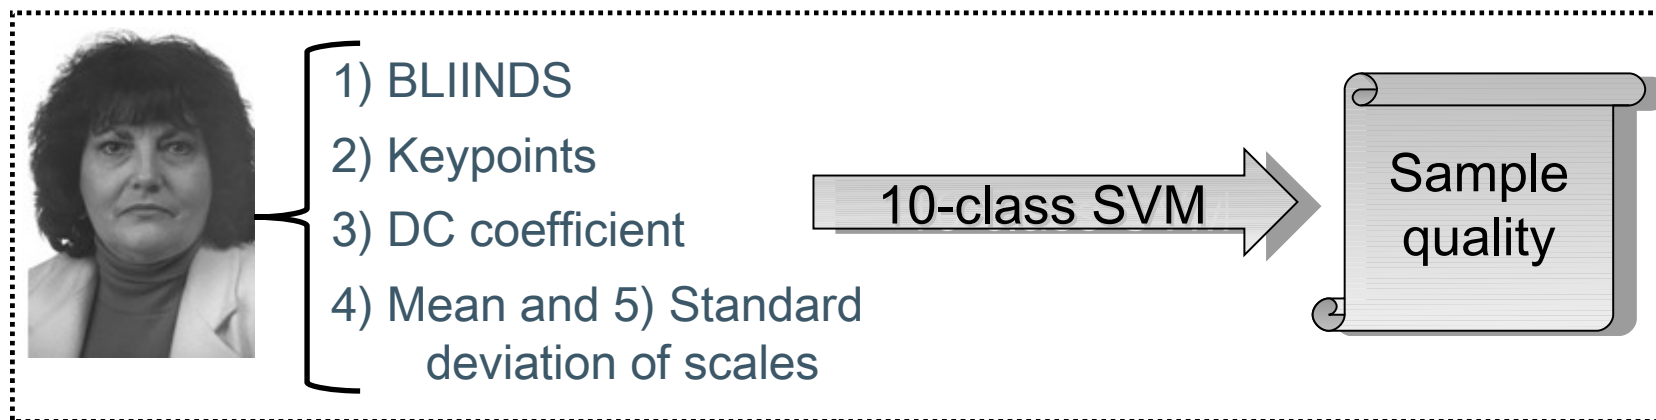 1) BLIINDS
2) Keypoints
3) DC coefficient
4) Mean and 5) Standard
deviation of scales
10-class SVM
Sample
quality